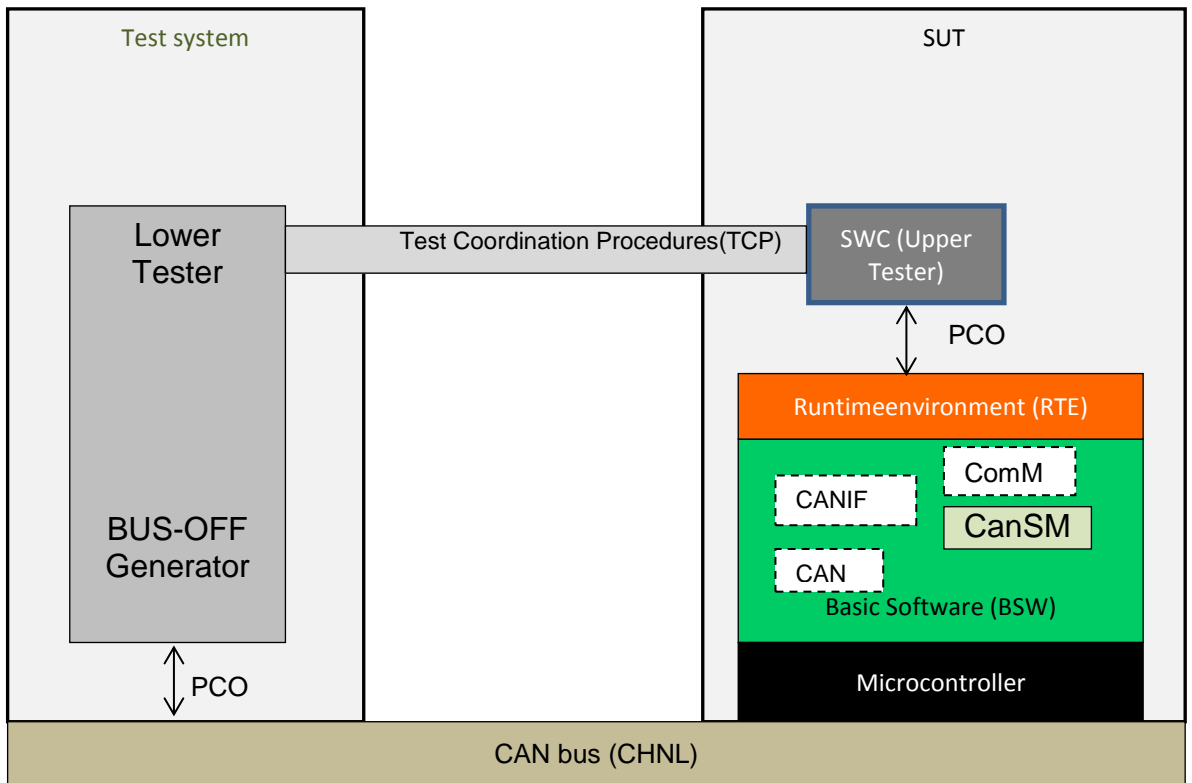 Test system
SUT
Lower
Tester
Test Coordination Procedures(TCP)
SWC (Upper
Tester)
PCO
Runtimeenvironment (RTE)
ComM
CANIF
CanSM
CAN
Basic Software (BSW)
BUS-OFF
Generator
Microcontroller
PCO
CAN bus (CHNL)